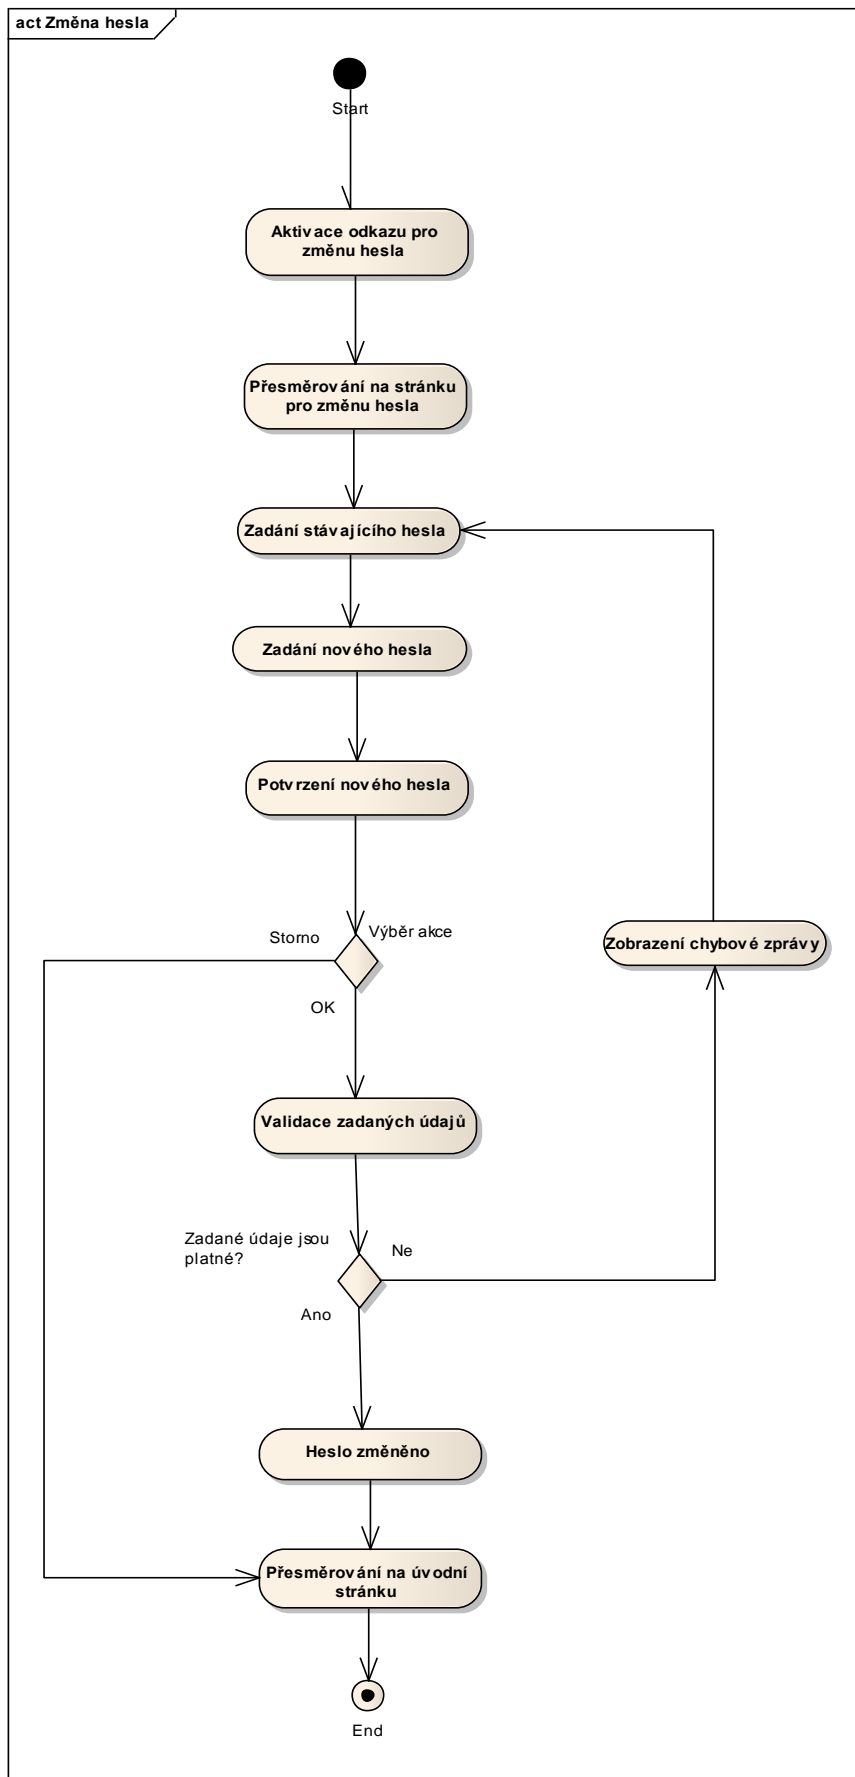 act Změna hesla
Start
Aktivace odkazu pro
změnu hesla
Přesměrování na stránku
pro změnu hesla
Zadání stávajícího hesla
Zadání nového hesla
Potvrzení nového hesla
Storno
Výběr akce
Zobrazení chybové zprávy
OK
Validace zadaných údajů
Zadané údaje jsou
platné?
Ne
Ano
Heslo změněno
Přesměrování na úvodní
stránku
End